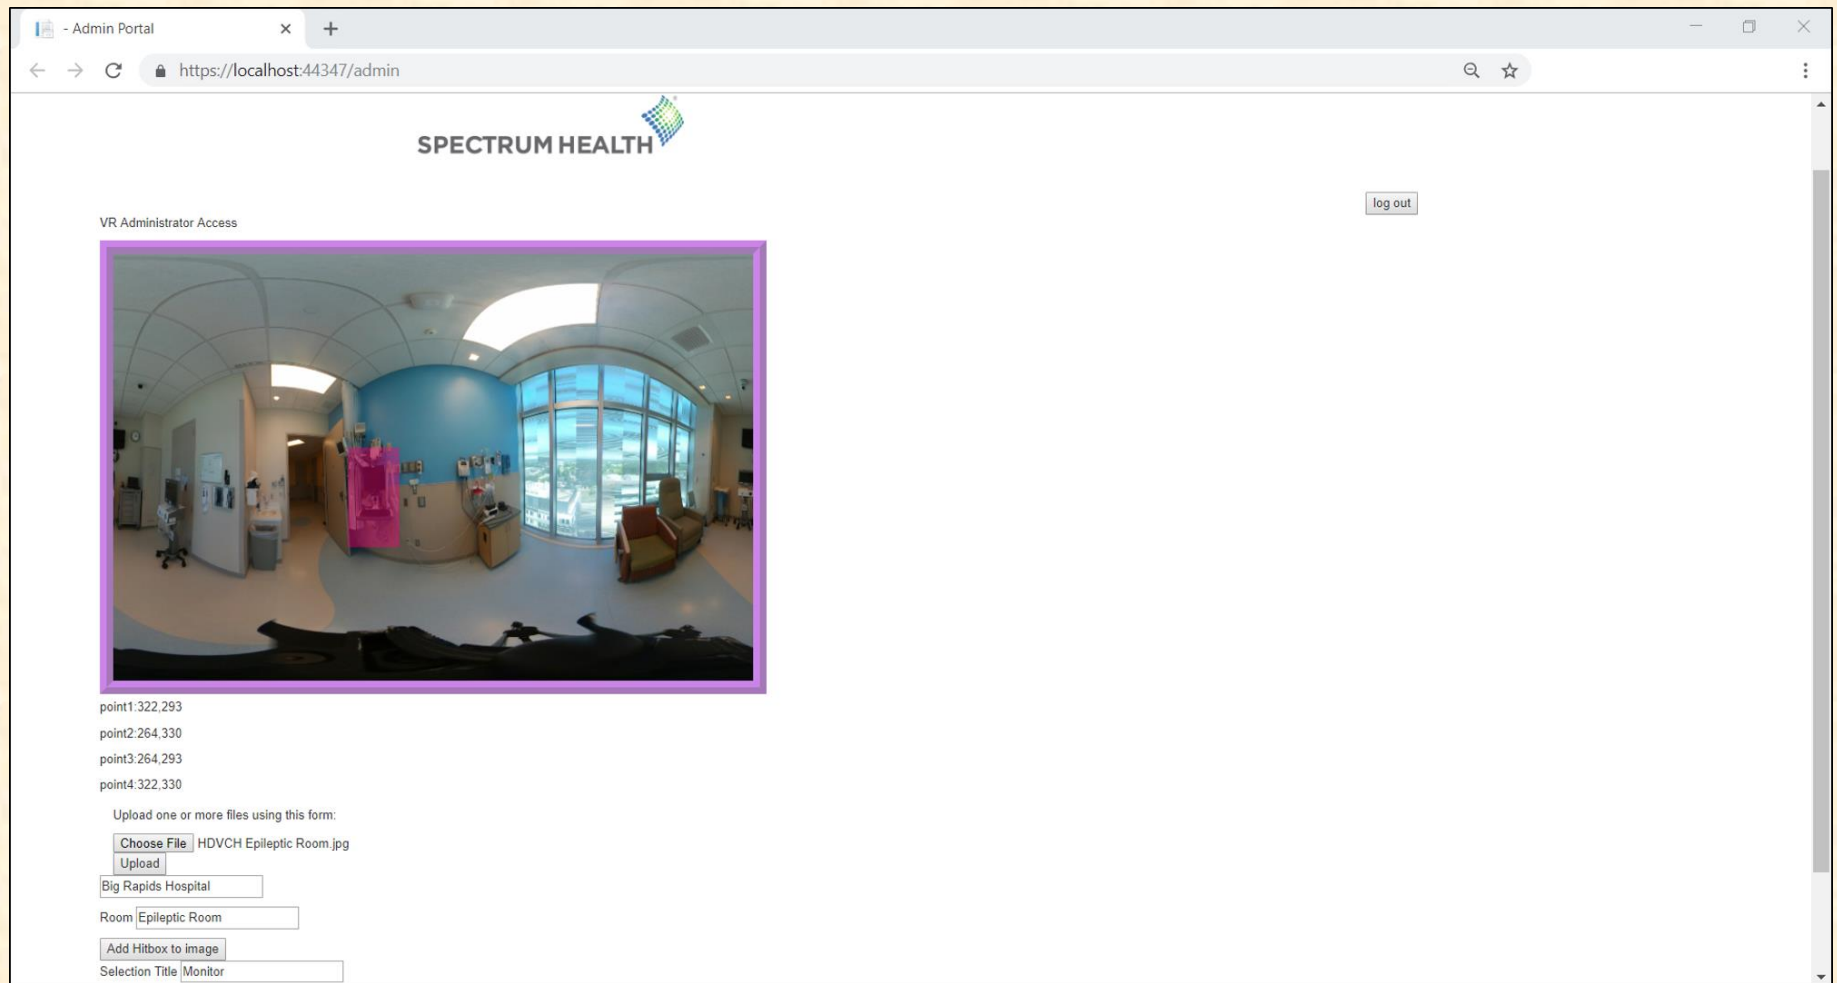 - Admin Portal
https://localhost:44347/admin
SPECTRUM HEALTH
log out
VR Administrator Access
point1:322,293
point2:264,330
point3:264,293
point4:322,330
Upload one or more files using this form:
Choose File HDVCH Epileptic Room.jpg
Upload
Big Rapids Hospital
Room Epileptic Room
Add Hitbox to image
Selection Title Monitor